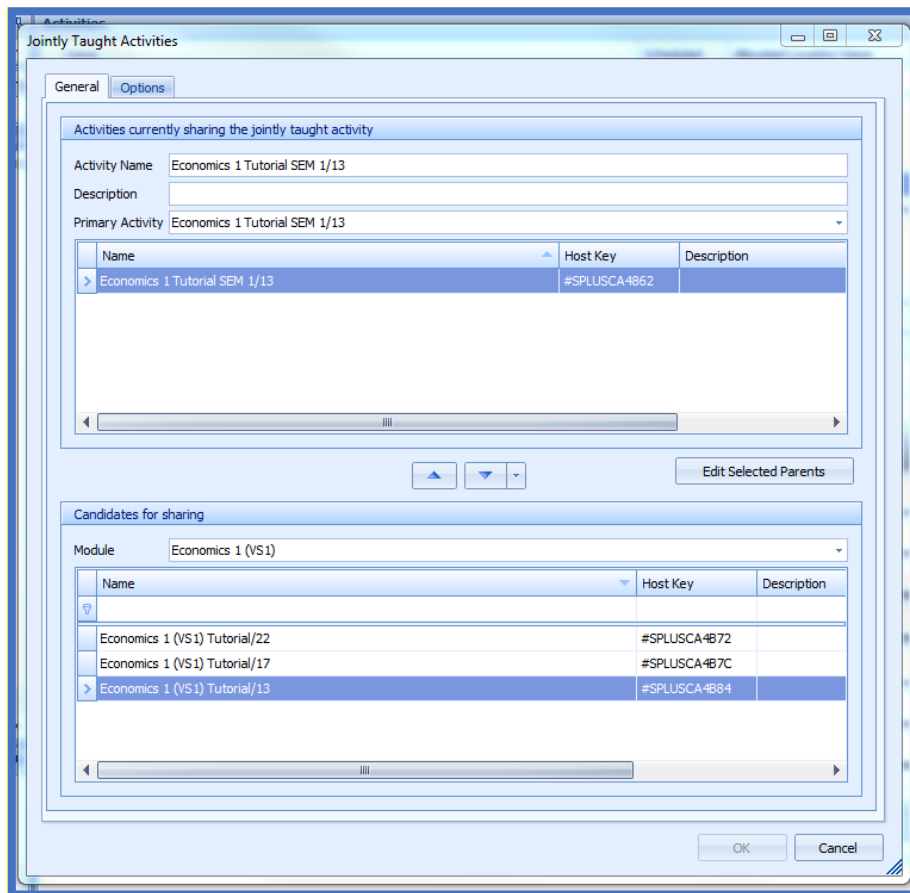 Activities
Jointly Taught Activities
General Options
Activities currently sharing the jointly taught activity
Activity Name Economics 1 Tutorial SEM 1/13
Description
Primary Activity Economics 1 Tutorial SEM 1/13
Name Host Key Description
Economics 1 Tutorial SEM 1/13 #SPLUSCA4862
Edit Selected Parents
Candidates for sharing
Module Economics 1 (VS1)
Name Host Key Description
Economics 1 (VS1) Tutorial/22 #SPLUSCA4B72
Economics 1 (VS1) Tutorial/17 #SPLUSCA4B7C
Economics 1 (VS1) Tutorial/13 #SPLUSCA4B84
OK Cancel